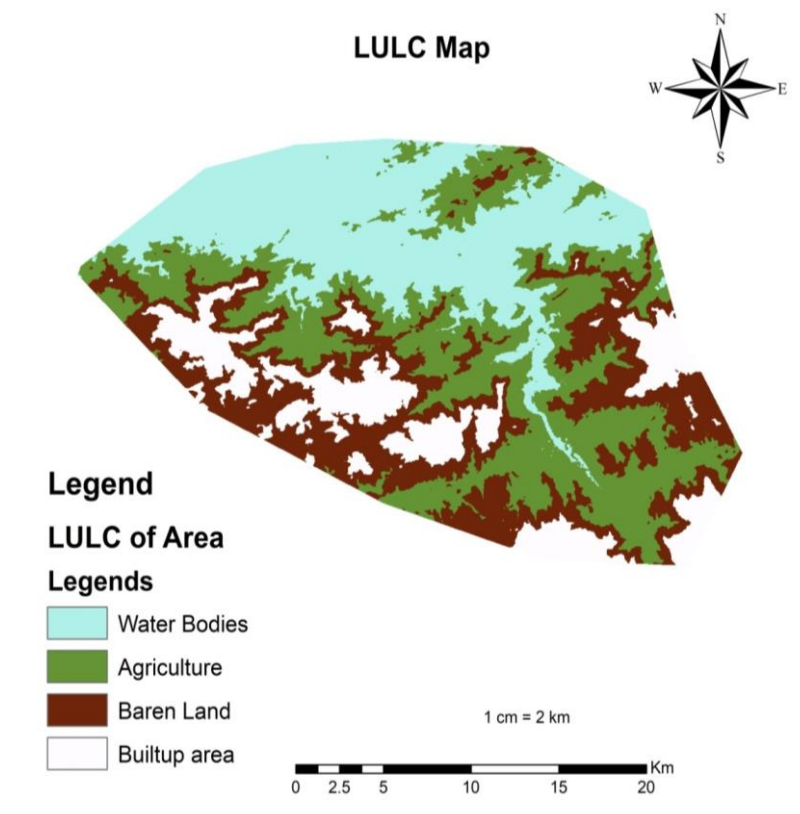 LULC Map
N
W E
S
Legend
LULC of Area
Legends
Water Bodies
Agriculture
Baren Land
Builtup area
1 cm = 2 km
Km
0 2.5 5 10 15 20